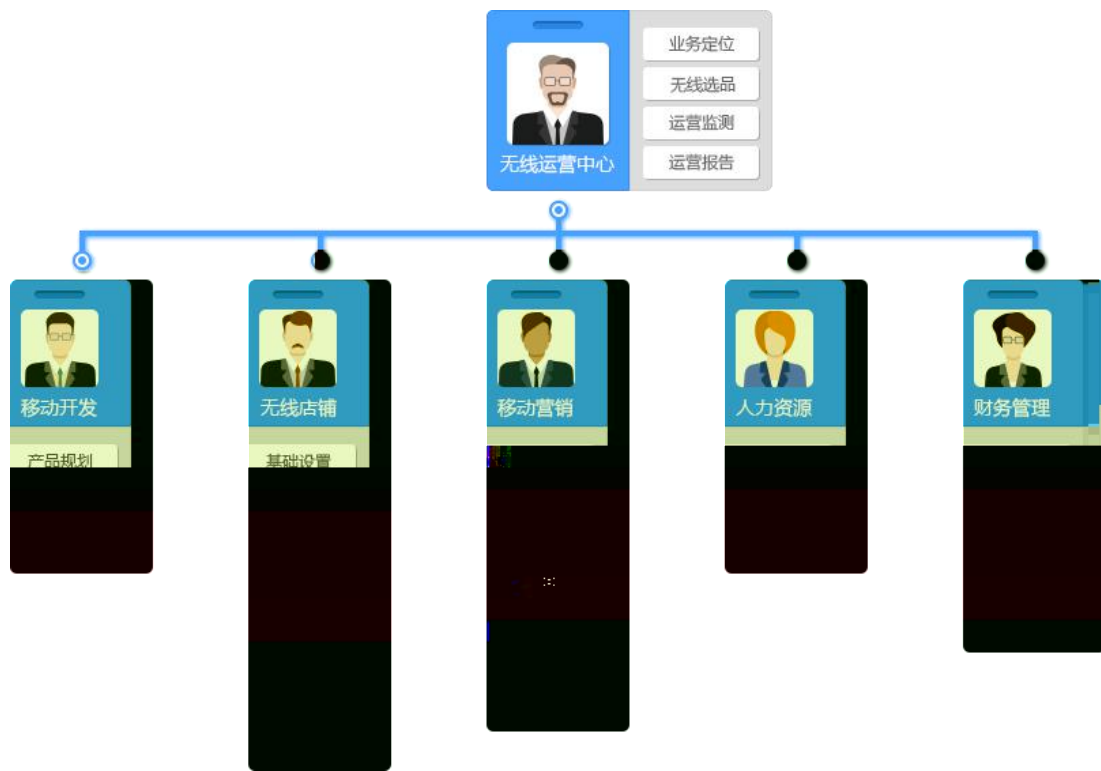 业务定位
无线选品
运营监测
运营报告
无线运营中心
移动开发
无线店铺
移动营销
人力资源
财务管理
产品规划
基础设置